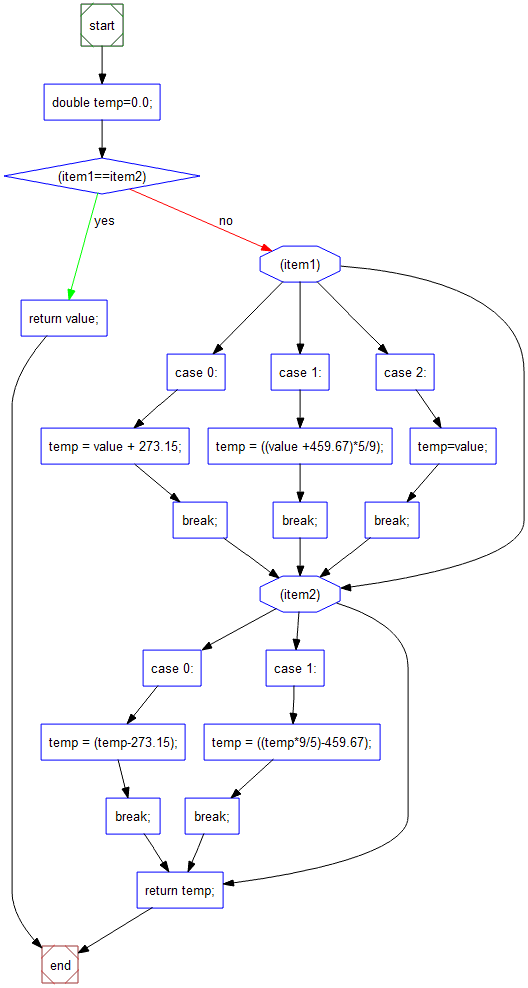 start
double temp=0.0;
(item1==item2)
yes
no
(item1)
return value;
case 0:
case 1:
case 2:
temp = value + 273.15;
temp = ((value +459.67)*5/9);
temp=value;
break;
break;
break;
(item2)
case 0:
case 1:
temp = (temp-273.15);
temp = ((temp*9/5)-459.67);
break;
break;
return temp;
end